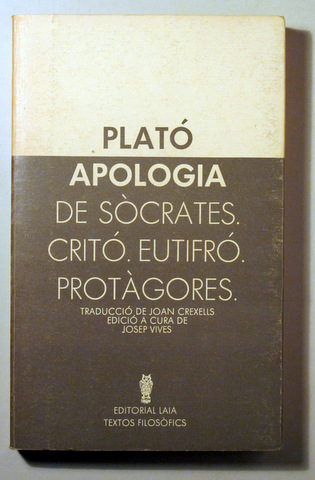 PLATÓ
APOLOGIA
DE SÒCRATES.
CRITÓ. EUTIFRÓ.
PROTÀGORES.
TRADUCCIÓ DE JOAN CREXELLS
EDICIÓ A CURA DE
JOSEP VIVES
EDITORIAL LAIA
TEXTOS FILOSÒFICS